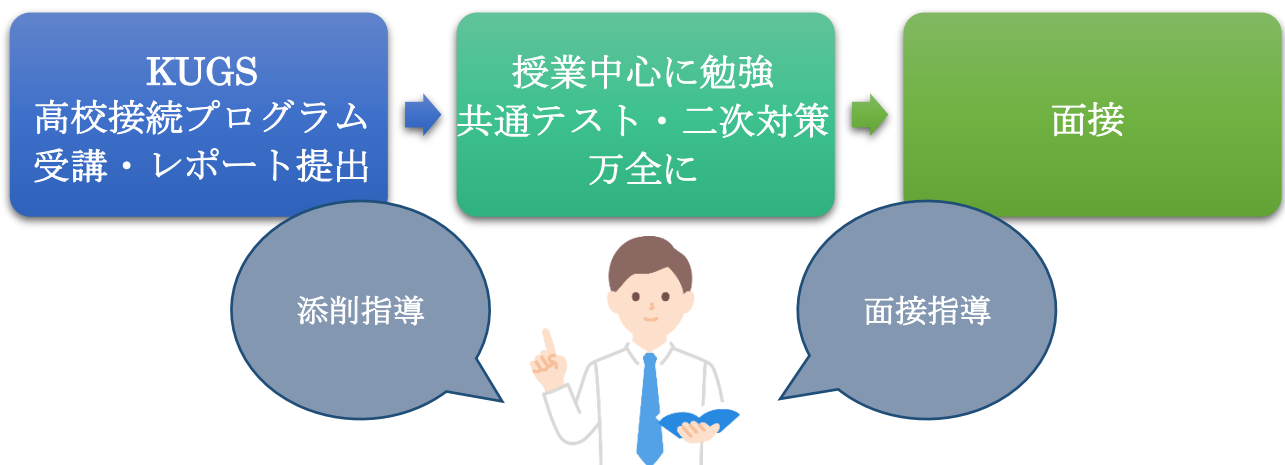 KUGS
高校接続プログラム
受講・レポート提出
授業中心に勉強
共通テスト・二次対策
万全に
面接
添削指導
面接指導